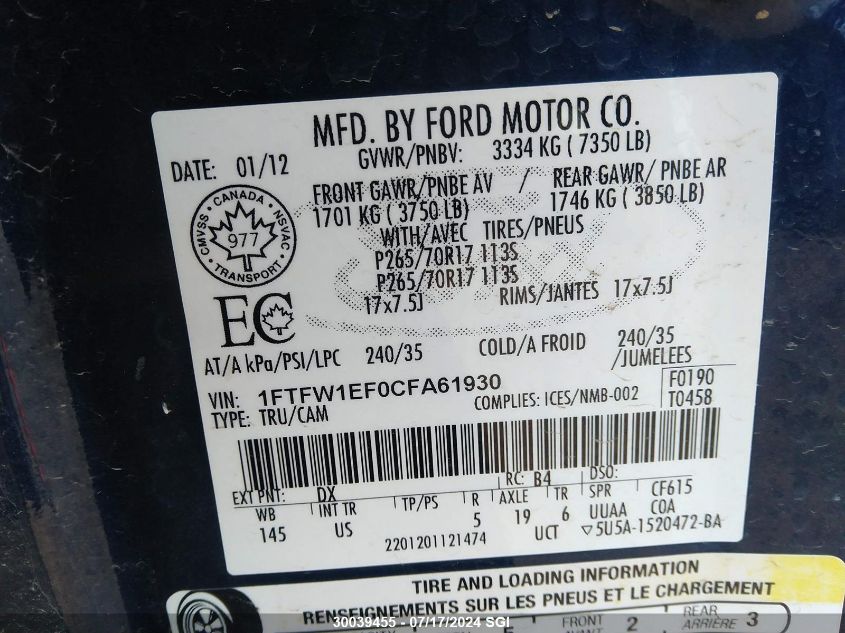 MFD. BY FORD MOTOR CO.
DATE: 01/12
GVWR/PNBV: 3334 KG ( 7350 LB)
FRONT GAWR/PNBE AV / REAR GAWR/ PNBE AR
1701 KG ( 3750 LB) 1746 KG ( 3850 LB)
WITH/AVEC TIRES/PNEUS
P265/70R17 113S
P265/70R17 113S
17x7.5J RIMS/JANTES 17x7.5J
CANADA
CMVSS NSVAC
977
TRANSPORT
EC
AT/A kPa/PSI/LPC 240/35 COLD/A FROID 240/35
/JUMELEES
VIN: 1FTFW1EF0CFA61930
TYPE: TRU/CAM COMPLIES: ICES/NMB-002
F0190
T0458
EXT PNT: DX RC: B4 DSO:
WB INT TR TP/PS R AXLE TR SPR CF615
145 US 5 19 6 UUAA COA
2201201121474 UCT ▽5U5A-1520472-BA
TIRE AND LOADING INFORMATION
RENSEIGNEMENTS SUR LES PNEUS ET LE CHARGEMENT
FRONT 2 REAR 3
ARRIÈRE
30039455 - 07/17/2024 SGI